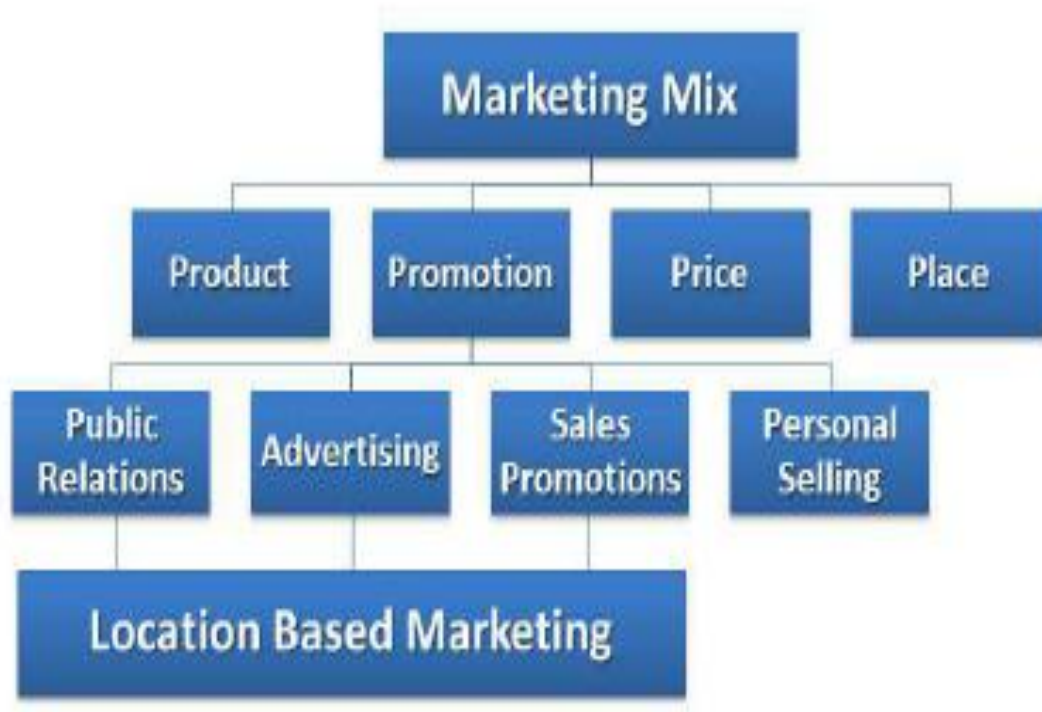 Marketing Mix
Product
Promotion
Price
Place
Public
Relations
Advertising
Sales
Promotions
Personal
Selling
Location Based Marketing